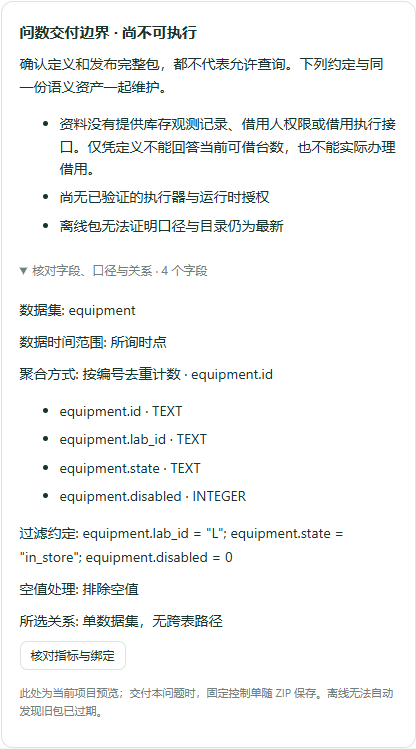 问数交付边界 · 尚不可执行
确认定义和发布完整包，都不代表允许查询。下列约定与同
一份语义资产一起维护。
• 资料没有提供库存观测记录、借用人权限或借用执行接
口。仅凭定义不能回答当前可借台数，也不能实际办理
借用。
• 尚无已验证的执行器与运行时授权
• 离线包无法证明口径与目录仍为最新
▼ 核对字段、口径与关系 · 4 个字段
数据集: equipment
数据时间范围: 所询时点
聚合方式: 按编号去重计数 · equipment.id
• equipment.id · TEXT
• equipment.lab_id · TEXT
• equipment.state · TEXT
• equipment.disabled · INTEGER
过滤约定: equipment.lab_id = "L"; equipment.state =
"in_store"; equipment.disabled = 0
空值处理: 排除空值
所选关系: 单数据集，无跨表路径
核对指标与绑定
此处为当前项目预览；交付本问题时，固定控制单随 ZIP 保存。离线无法自动
发现旧包已过期。